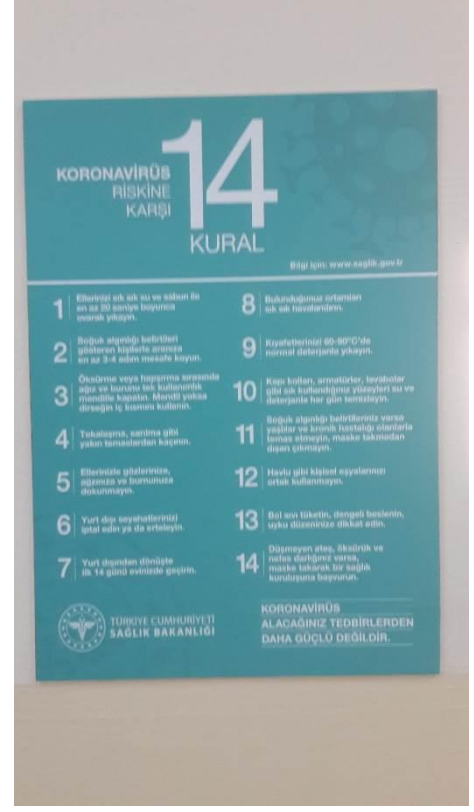 KORONAVİRÜS
RİSKİNE
KARŞI
14
KURAL
Bilgi için: www.saglik.gov.tr
1
Ellerinizi sık sık su ve sabun ile
en az 20 saniye boyunca
ovarak yıkayın.
2
Soğuk algınlığı belirtileri
gösteren kişilerle aranıza
en az 3-4 adım mesafe koyun.
3
Öksürme veya hapşırma sırasında
ağız ve burunu tek kullanımlık
mendille kapatın. Mendil yoksa
dirseğin iç kısmını kullanın.
4
Tokalaşma, sarılma gibi
yakın temaslardan kaçının.
5
Ellerinizle gözlerinize,
ağzınıza ve burnunuza
dokunmayın.
6
Yurt dışı seyahatlerinizi
iptal edin ya da erteleyin.
7
Yurt dışından dönüşte
ilk 14 günü evinizde geçirin.
8
Bulunduğunuz ortamları
sık sık havalandırın.
9
Kıyafetlerinizi 60-90°C'de
normal deterjanla yıkayın.
10
Kapı kolları, armatürler, lavabolar
gibi sık kullandığınız yüzeyleri su ve
deterjanla her gün temizleyin.
11
Soğuk algınlığı belirtileriniz varsa
yaşlılar ve kronik hastalığı olanlarla
temas etmeyin, maske takmadan
dışarı çıkmayın.
12
Havlu gibi kişisel eşyalarınızı
ortak kullanmayın.
13
Bol sıvı tüketin, dengeli beslenin,
uyku düzeninize dikkat edin.
14
Düşmeyen ateş, öksürük ve
nefes darlığınız varsa,
maske takarak bir sağlık
kuruluşuna başvurun.
TÜRKİYE CUMHURİYETİ
SAĞLIK BAKANLIĞI
KORONAVİRÜS
ALACAĞINIZ TEDBİRLERDEN
DAHA GÜÇLÜ DEĞİLDİR.